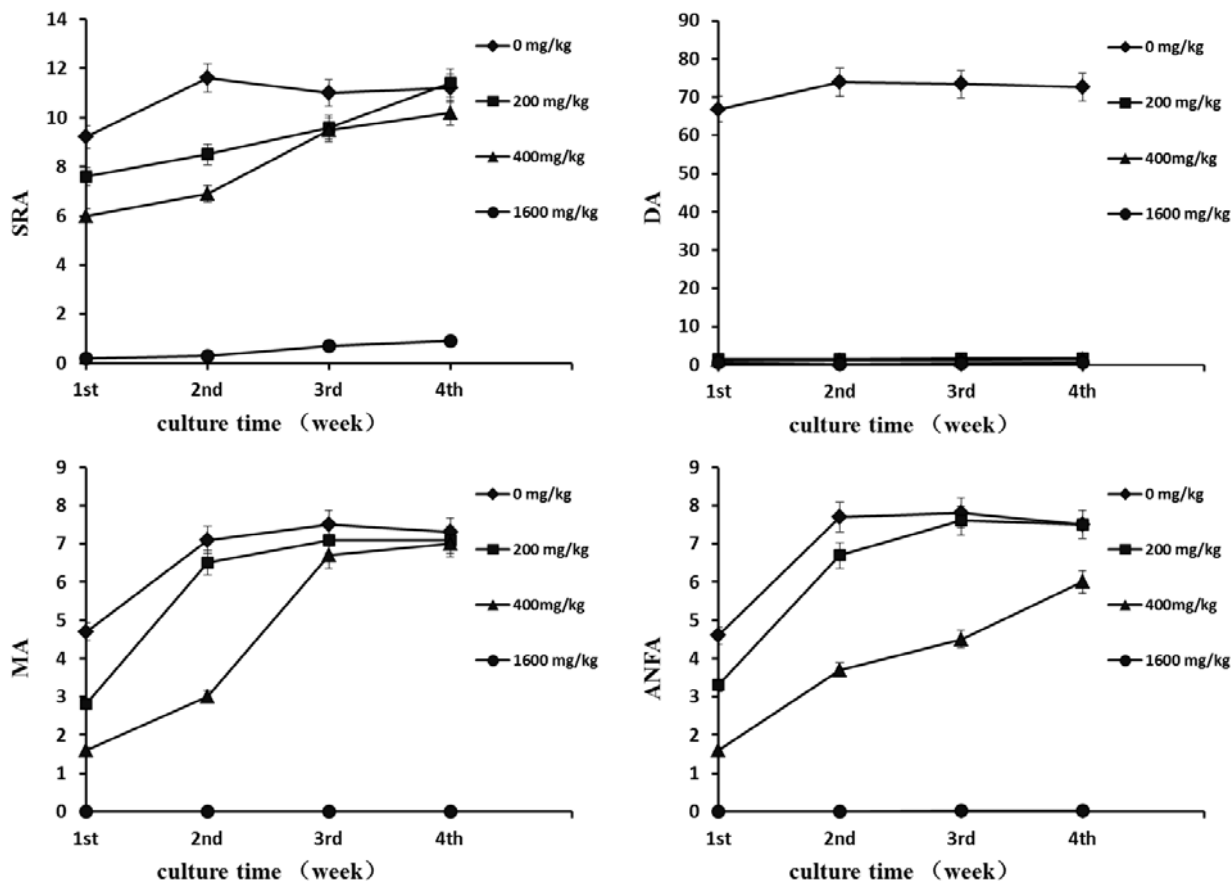 14
12
10
8
6
4
2
0
SRA
1st 2nd 3rd 4th
culture time （week）
0 mg/kg
200 mg/kg
400mg/kg
1600 mg/kg
90
80
70
60
50
40
30
20
10
0
DA
1st 2nd 3rd 4th
culture time （week）
0 mg/kg
200 mg/kg
400mg/kg
1600 mg/kg
9
8
7
6
5
4
3
2
1
0
MA
1st 2nd 3rd 4th
culture time （week）
0 mg/kg
200 mg/kg
400mg/kg
1600 mg/kg
9
8
7
6
5
4
3
2
1
0
ANFA
1st 2nd 3rd 4th
culture time （week）
0 mg/kg
200 mg/kg
400mg/kg
1600 mg/kg